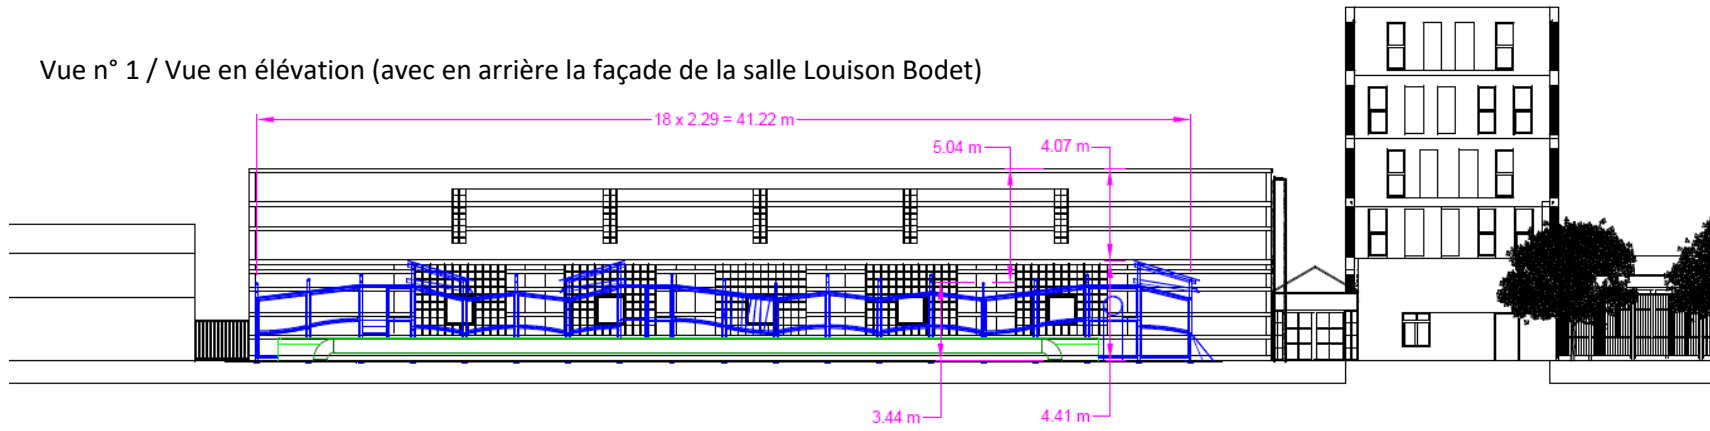 Vue n° 1 / Vue en élévation (avec en arrière la façade de la salle Louison Bodet)
18 x 2.29 = 41.22 m
5.04 m
4.07 m
3.44 m
4.41 m